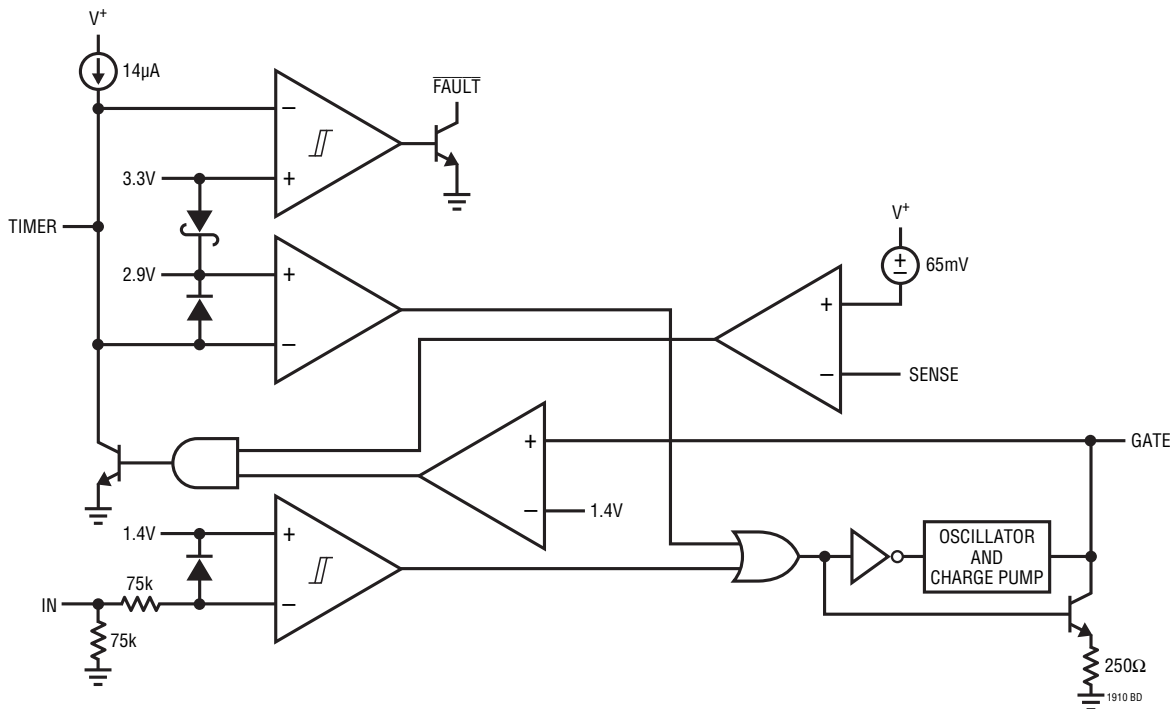 V+
14µA
FAULT
3.3V
TIMER
2.9V
V+
65mV
SENSE
GATE
1.4V
1.4V
OSCILLATOR
AND
CHARGE PUMP
75k
IN
75k
250Ω
1910 BD